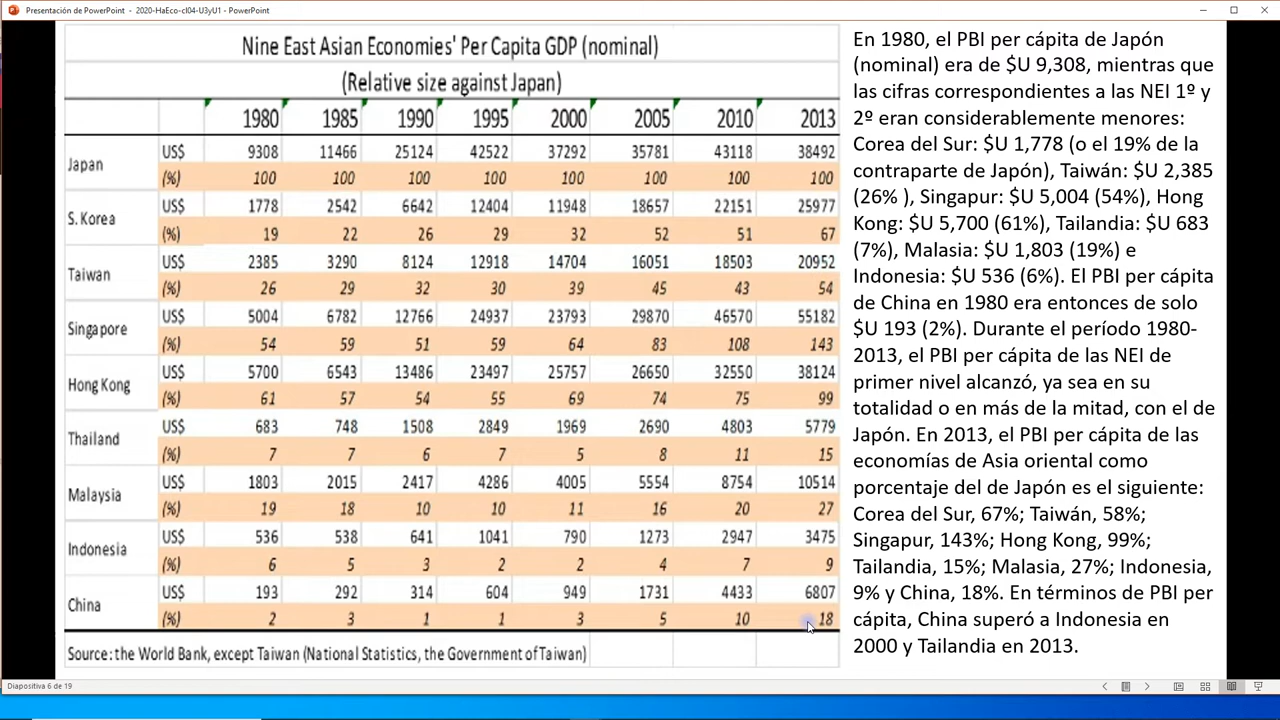 Presentación de PowerPoint - 2020-HaEco-cl04-U3yU1 - PowerPoint
Nine East Asian Economies' Per Capita GDP (nominal)
(Relative size against Japan)
1980 1985 1990 1995 2000 2005 2010 2013
Japan US$ 9308 11466 25124 42522 37292 35781 43118 38492
(%) 100 100 100 100 100 100 100 100
S. Korea US$ 1778 2542 6642 12404 11948 18657 22151 25977
(%) 19 22 26 29 32 52 51 67
Taiwan US$ 2385 3290 8124 12918 14704 16051 18503 20952
(%) 26 29 32 30 39 45 43 54
Singapore US$ 5004 6782 12766 24937 23793 29870 46570 55182
(%) 54 59 51 59 64 83 108 143
Hong Kong US$ 5700 6543 13486 23497 25757 26650 32550 38124
(%) 61 57 54 55 69 74 75 99
Thailand US$ 683 748 1508 2849 1969 2690 4803 5779
(%) 7 7 6 7 5 8 11 15
Malaysia US$ 1803 2015 2417 4286 4005 5554 8754 10514
(%) 19 18 10 10 11 16 20 27
Indonesia US$ 536 538 641 1041 790 1273 2947 3475
(%) 6 5 3 2 2 4 7 9
China US$ 193 292 314 604 949 1731 4433 6807
(%) 2 3 1 1 3 5 10 18
Source: the World Bank, except Taiwan (National Statistics, the Government of Taiwan)
En 1980, el PBI per cápita de Japón
(nominal) era de $U 9,308, mientras que
las cifras correspondientes a las NEI 1º y
2º eran considerablemente menores:
Corea del Sur: $U 1,778 (o el 19% de la
contraparte de Japón), Taiwán: $U 2,385
(26% ), Singapur: $U 5,004 (54%), Hong
Kong: $U 5,700 (61%), Tailandia: $U 683
(7%), Malasia: $U 1,803 (19%) e
Indonesia: $U 536 (6%). El PBI per cápita
de China en 1980 era entonces de solo
$U 193 (2%). Durante el período 1980-
2013, el PBI per cápita de las NEI de
primer nivel alcanzó, ya sea en su
totalidad o en más de la mitad, con el de
Japón. En 2013, el PBI per cápita de las
economías de Asia oriental como
porcentaje del de Japón es el siguiente:
Corea del Sur, 67%; Taiwán, 58%;
Singapur, 143%; Hong Kong, 99%;
Tailandia, 15%; Malasia, 27%; Indonesia,
9% y China, 18%. En términos de PBI per
cápita, China superó a Indonesia en
2000 y Tailandia en 2013.
Diapositiva 6 de 19